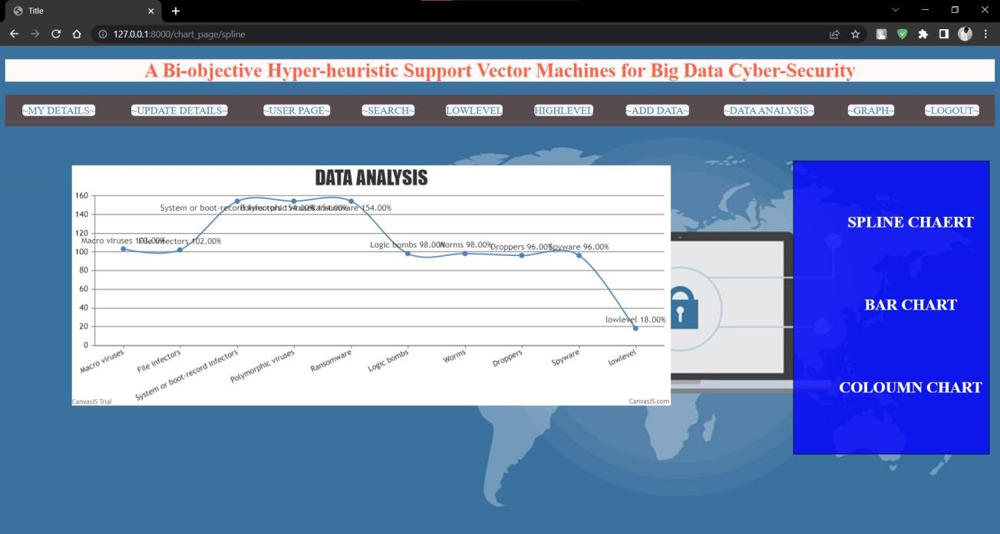 Title
127.0.0.1:8000/chart_page/spline
A Bi-objective Hyper-heuristic Support Vector Machines for Big Data Cyber-Security
~MY DETAILS~ ~UPDATE DETAILS~ ~USER PAGE~ ~SEARCH~ LOWLEVEL HIGHLEVEL ~ADD DATA~ ~DATA ANALYSIS~ ~GRAPH~ ~LOGOUT~
DATA ANALYSIS
160
140
120
100
80
60
40
20
0
System or boot-record infectors 154.00% Polymorphic viruses 154.00% Ransomware 154.00%
Macro viruses File infectors 102.00%
Logic bombs 98.00% Worms 98.00% Droppers 96.00% Spyware 96.00%
lowlevel 18.00%
Macro viruses
File infectors
System or boot-record infectors
Polymorphic viruses
Ransomware
Logic bombs
Worms
Droppers
Spyware
lowlevel
CanvasJS Trial
CanvasJS.com
SPLINE CHAERT
BAR CHART
COLOUMN CHART